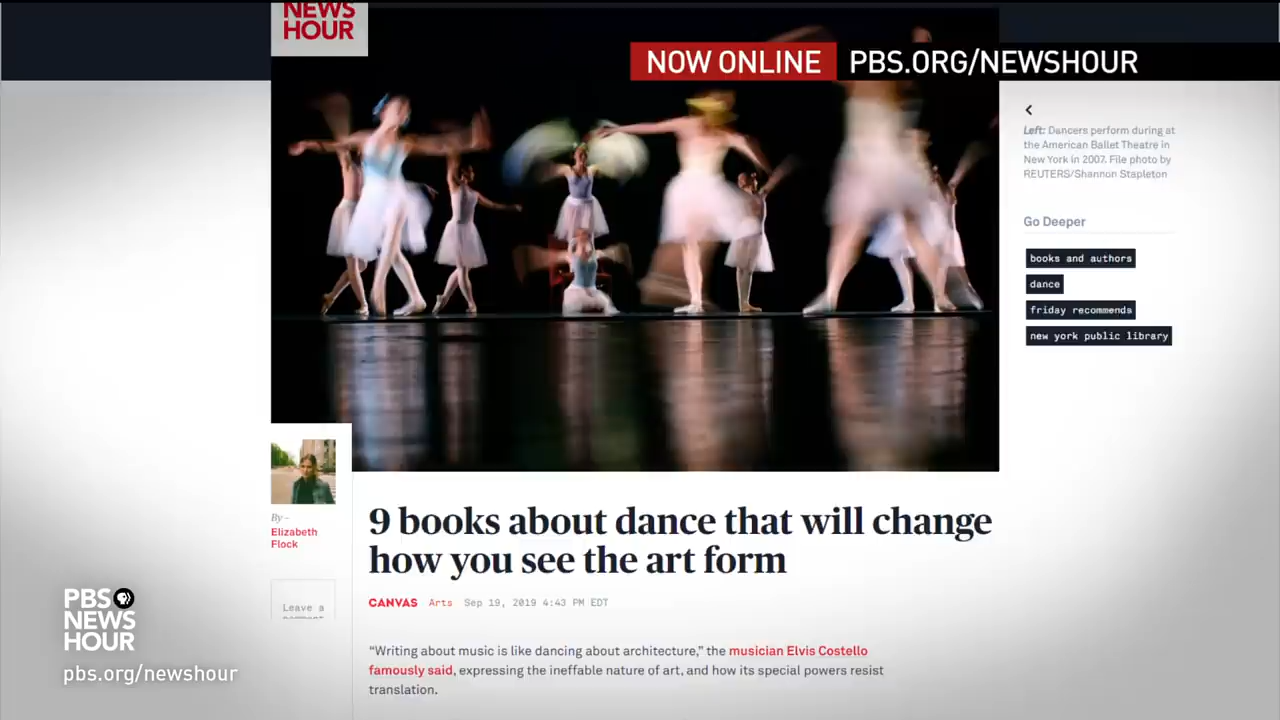 NEWS
HOUR
NOW ONLINE
PBS.ORG/NEWSHOUR
Left: Dancers perform during at
the American Ballet Theatre in
New York in 2007. File photo by
REUTERS/Shannon Stapleton
Go Deeper
books and authors
dance
friday recommends
new york public library
By –
Elizabeth
Flock
Leave a
9 books about dance that will change
how you see the art form
CANVAS Arts Sep 19, 2019 4:43 PM EDT
“Writing about music is like dancing about architecture,” the musician Elvis Costello
famously said, expressing the ineffable nature of art, and how its special powers resist
translation.
PBS
NEWS
HOUR
pbs.org/newshour